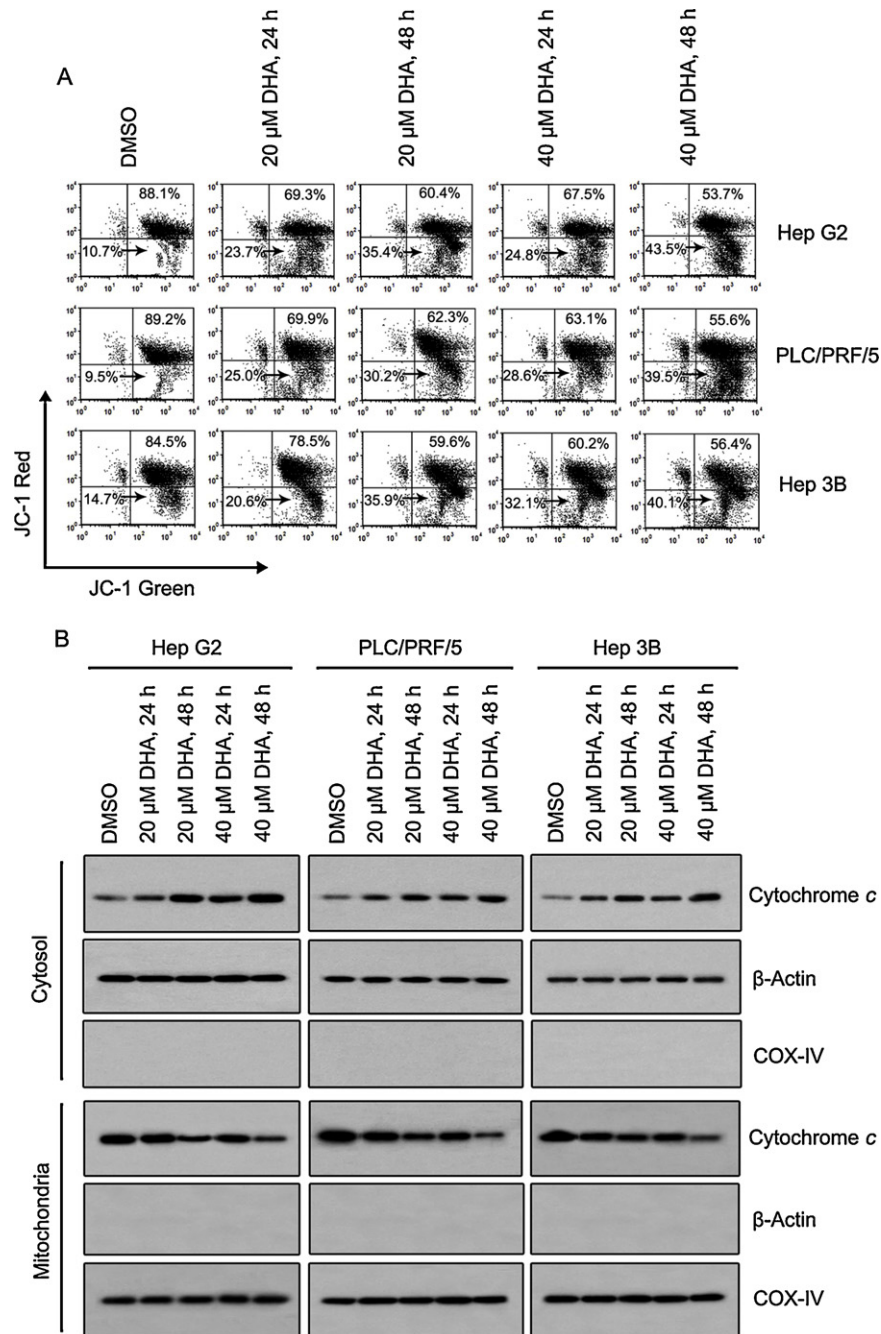 A
DMSO
20 µM DHA, 24 h
20 µM DHA, 48 h
40 µM DHA, 24 h
40 µM DHA, 48 h
88.1% 69.3% 60.4% 67.5% 53.7%
10.7% 23.7% 35.4% 24.8% 43.5%
Hep G2
89.2% 69.9% 62.3% 63.1% 55.6%
9.5% 25.0% 30.2% 28.6% 39.5%
PLC/PRF/5
84.5% 78.5% 59.6% 60.2% 56.4%
14.7% 20.6% 35.9% 32.1% 40.1%
Hep 3B
JC-1 Red
JC-1 Green
B
Hep G2 PLC/PRF/5 Hep 3B
DMSO
20 µM DHA, 24 h
20 µM DHA, 48 h
40 µM DHA, 24 h
40 µM DHA, 48 h
DMSO
20 µM DHA, 24 h
20 µM DHA, 48 h
40 µM DHA, 24 h
40 µM DHA, 48 h
DMSO
20 µM DHA, 24 h
20 µM DHA, 48 h
40 µM DHA, 24 h
40 µM DHA, 48 h
Cytosol
Cytochrome c
β-Actin
COX-IV
Mitochondria
Cytochrome c
β-Actin
COX-IV